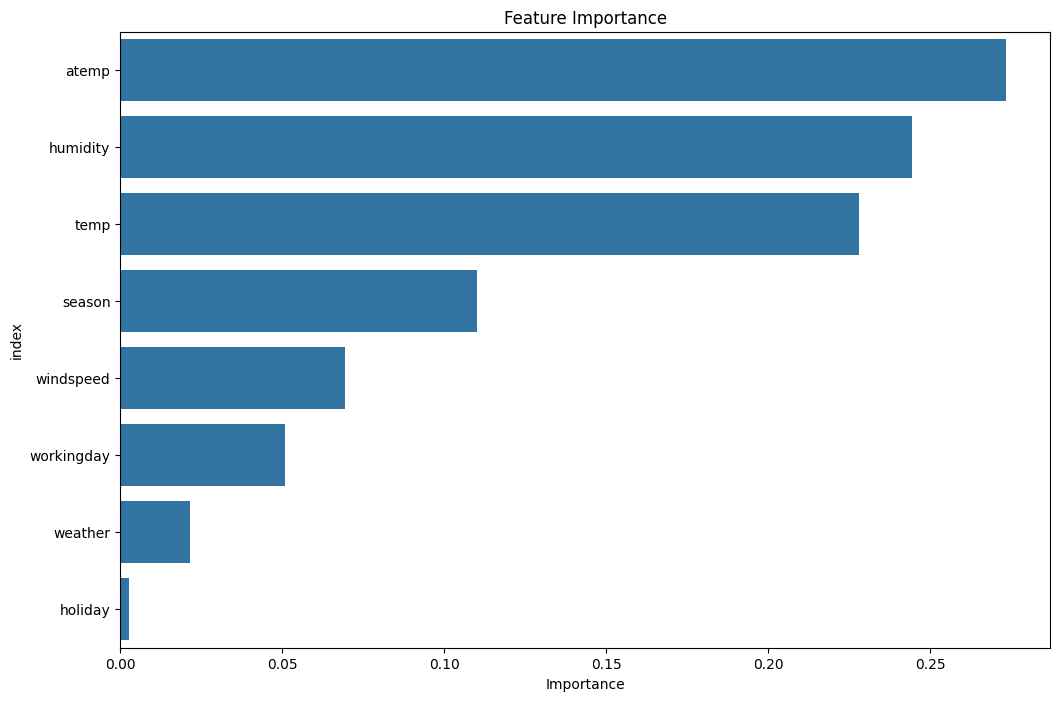 Feature Importance
atemp
humidity
temp
season
windspeed
workingday
weather
holiday
index
0.00
0.05
0.10
0.15
0.20
0.25
Importance